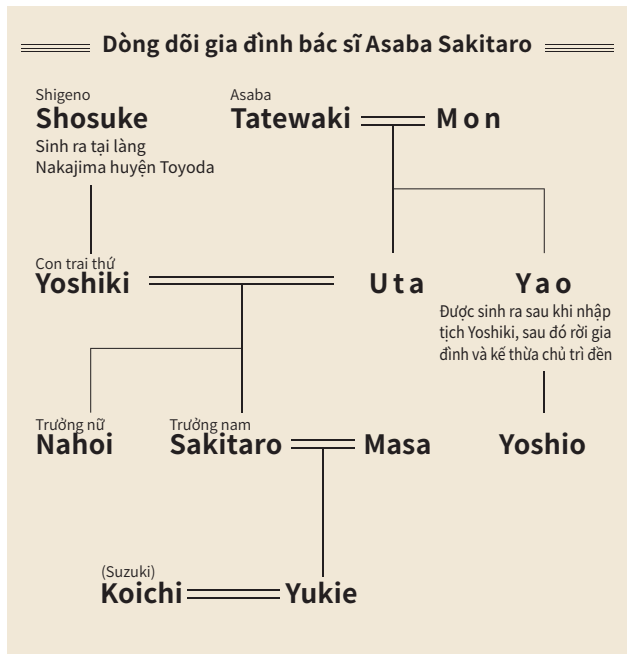 Dòng dõi gia đình bác sĩ Asaba Sakitaro
Shigeno
Shosuke
Sinh ra tại làng
Nakajima huyện Toyoda
Asaba
Tatewaki
Mon
Con trai thứ
Yoshiki
Uta
Yao
Được sinh ra sau khi nhập
tịch Yoshiki, sau đó rời gia
đình và kế thừa chủ trì đền
Trưởng nữ
Nahoi
Trưởng nam
Sakitaro
Masa
Yoshio
(Suzuki)
Koichi
Yukie